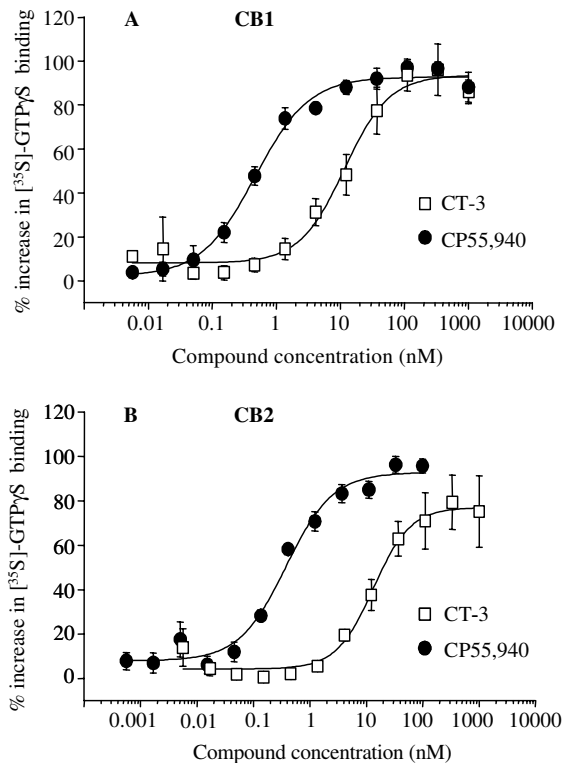 A CB1
% increase in [³⁵S]-GTPγS binding
120
100
80
60
40
20
0
CT-3
CP55,940
0.01 0.1 1 10 100 1000 10000
Compound concentration (nM)
B CB2
% increase in [³⁵S]-GTPγS binding
120
100
80
60
40
20
0
CT-3
CP55,940
0.001 0.01 0.1 1 10 100 1000 10000
Compound concentration (nM)